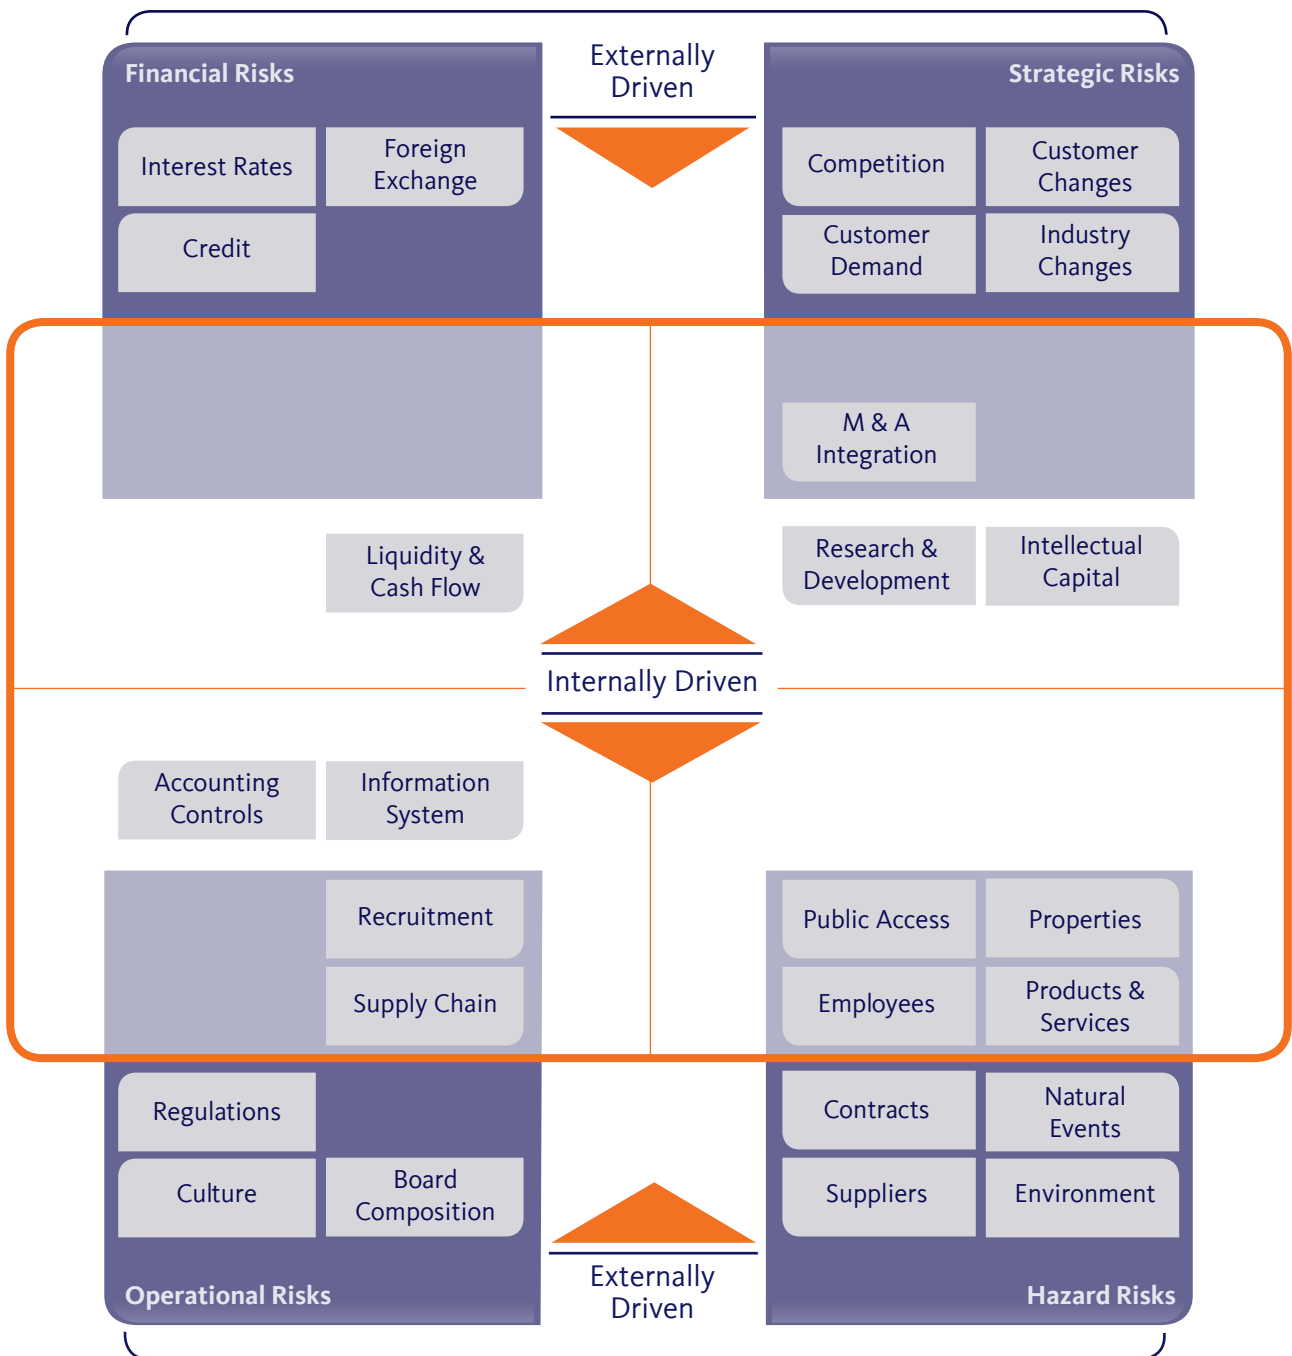 Externally
Driven
Financial Risks
Strategic Risks
Interest Rates
Foreign
Exchange
Competition
Customer
Changes
Credit
Customer
Demand
Industry
Changes
M & A
Integration
Liquidity &
Cash Flow
Research &
Development
Intellectual
Capital
Internally Driven
Accounting
Controls
Information
System
Recruitment
Public Access
Properties
Supply Chain
Employees
Products &
Services
Regulations
Contracts
Natural
Events
Culture
Board
Composition
Suppliers
Environment
Operational Risks
Externally
Driven
Hazard Risks